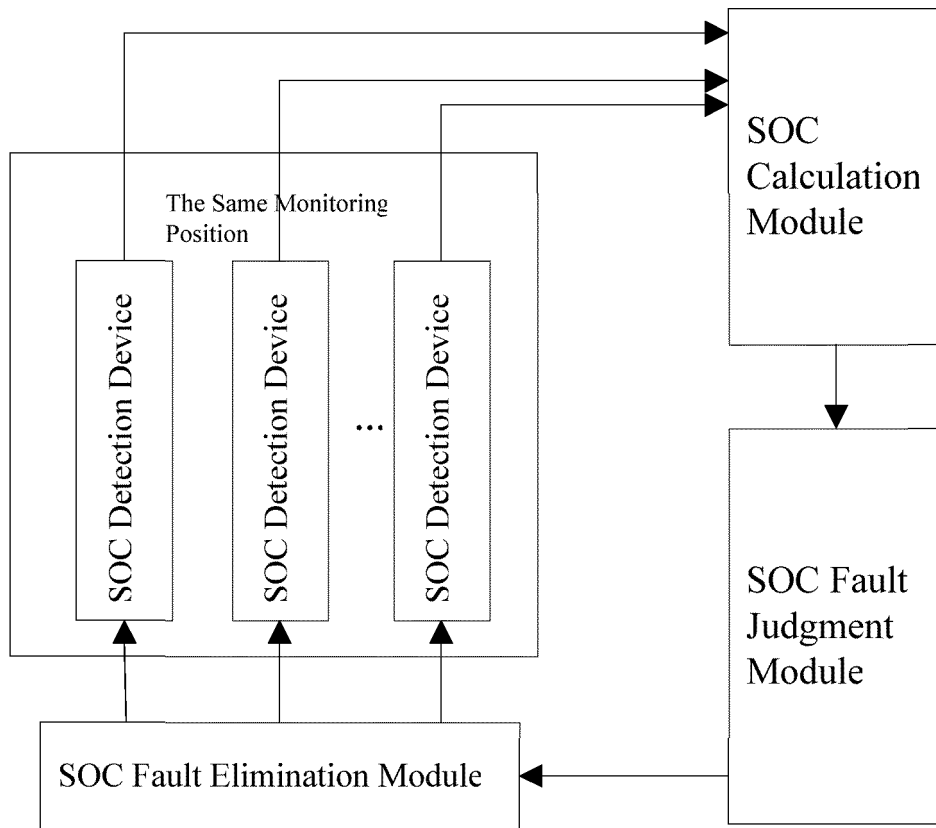 SOC
Calculation
Module
The Same Monitoring
Position
SOC Detection Device
SOC Detection Device
...
SOC Detection Device
SOC Fault
Judgment
Module
SOC Fault Elimination Module